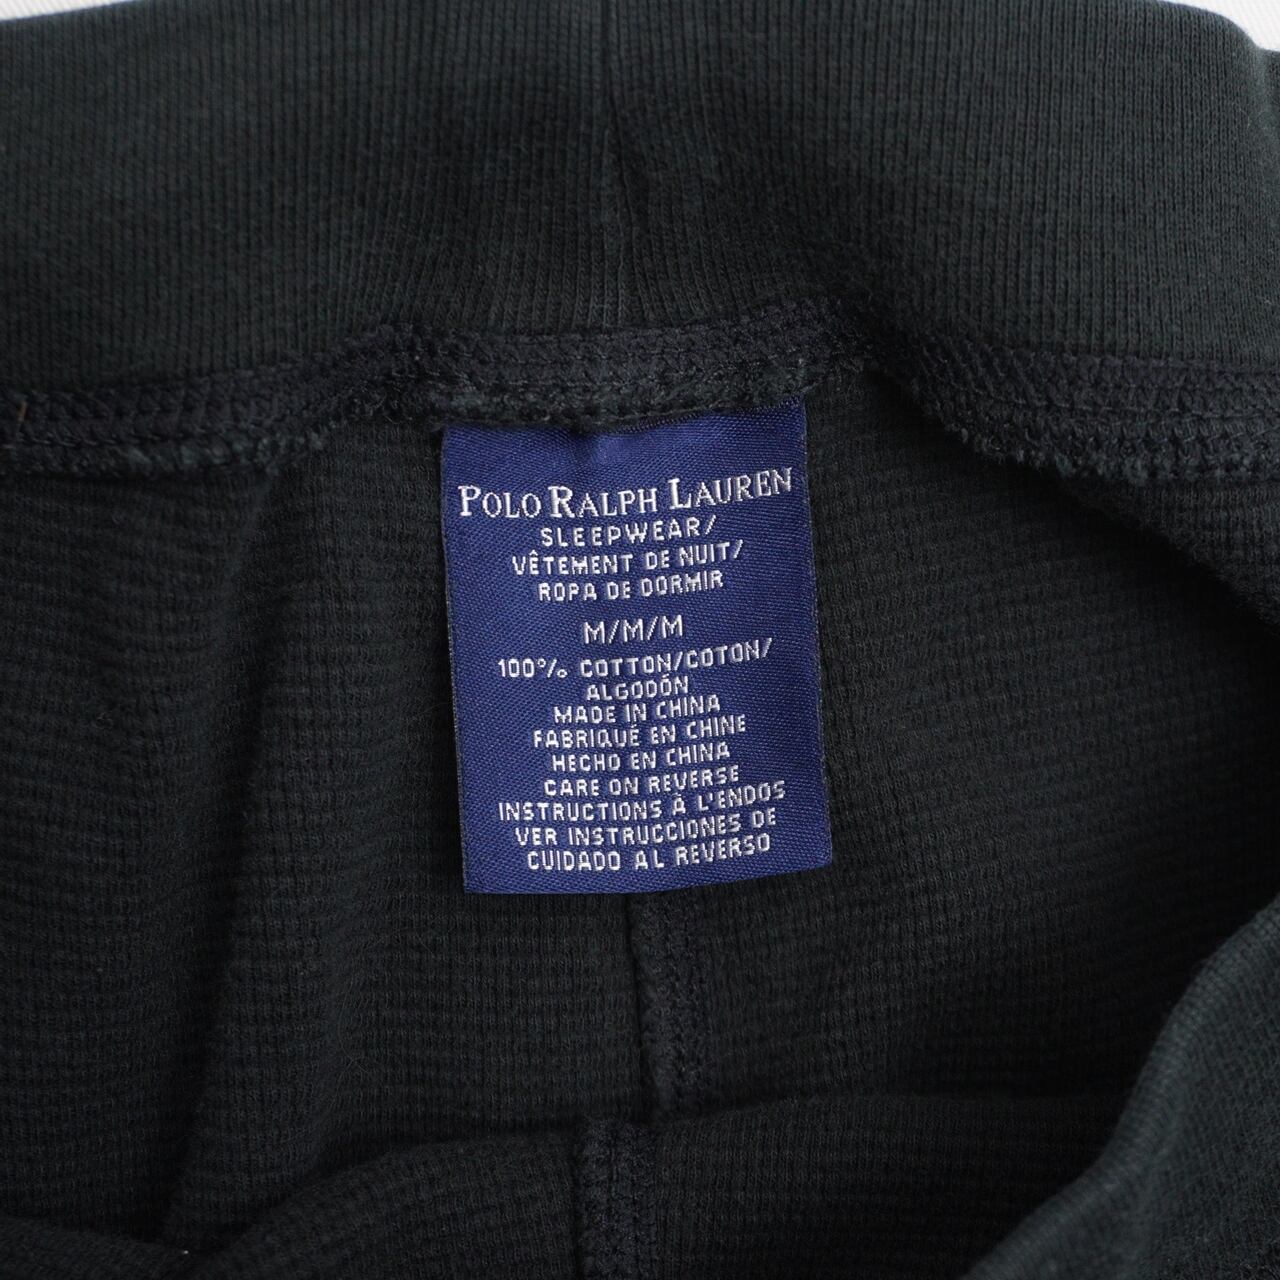 POLO RALPH LAUREN
SLEEPWEAR/
VÊTEMENT DE NUIT/
ROPA DE DORMIR
M/M/M
100% COTTON/COTON/
ALGODÓN
MADE IN CHINA
FABRIQUÉ EN CHINE
HECHO EN CHINA
CARE ON REVERSE
INSTRUCTIONS À L'ENDOS
VER INSTRUCCIONES DE
CUIDADO AL REVERSO